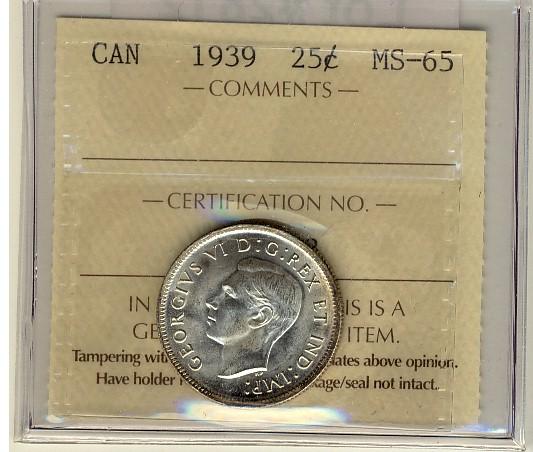 CAN 1939 25¢ MS-65
— COMMENTS —
— CERTIFICATION NO. —
GEORGIVS VI D:G:REX ET IND:IMP:
IN IS IS A
GE ITEM.
Tampering with ates above opinion.
Have holder age/seal not intact.